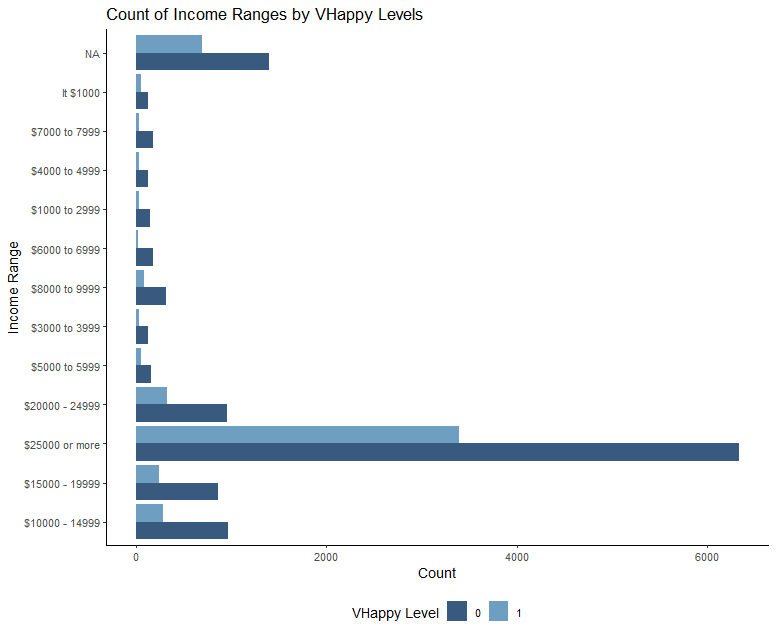 Count of Income Ranges by VHappy Levels
NA
lt $1000
$7000 to 7999
$4000 to 4999
$1000 to 2999
$6000 to 6999
$8000 to 9999
$3000 to 3999
$5000 to 5999
$20000 - 24999
$25000 or more
$15000 - 19999
$10000 - 14999
Income Range
0 2000 4000 6000
Count
VHappy Level 0 1